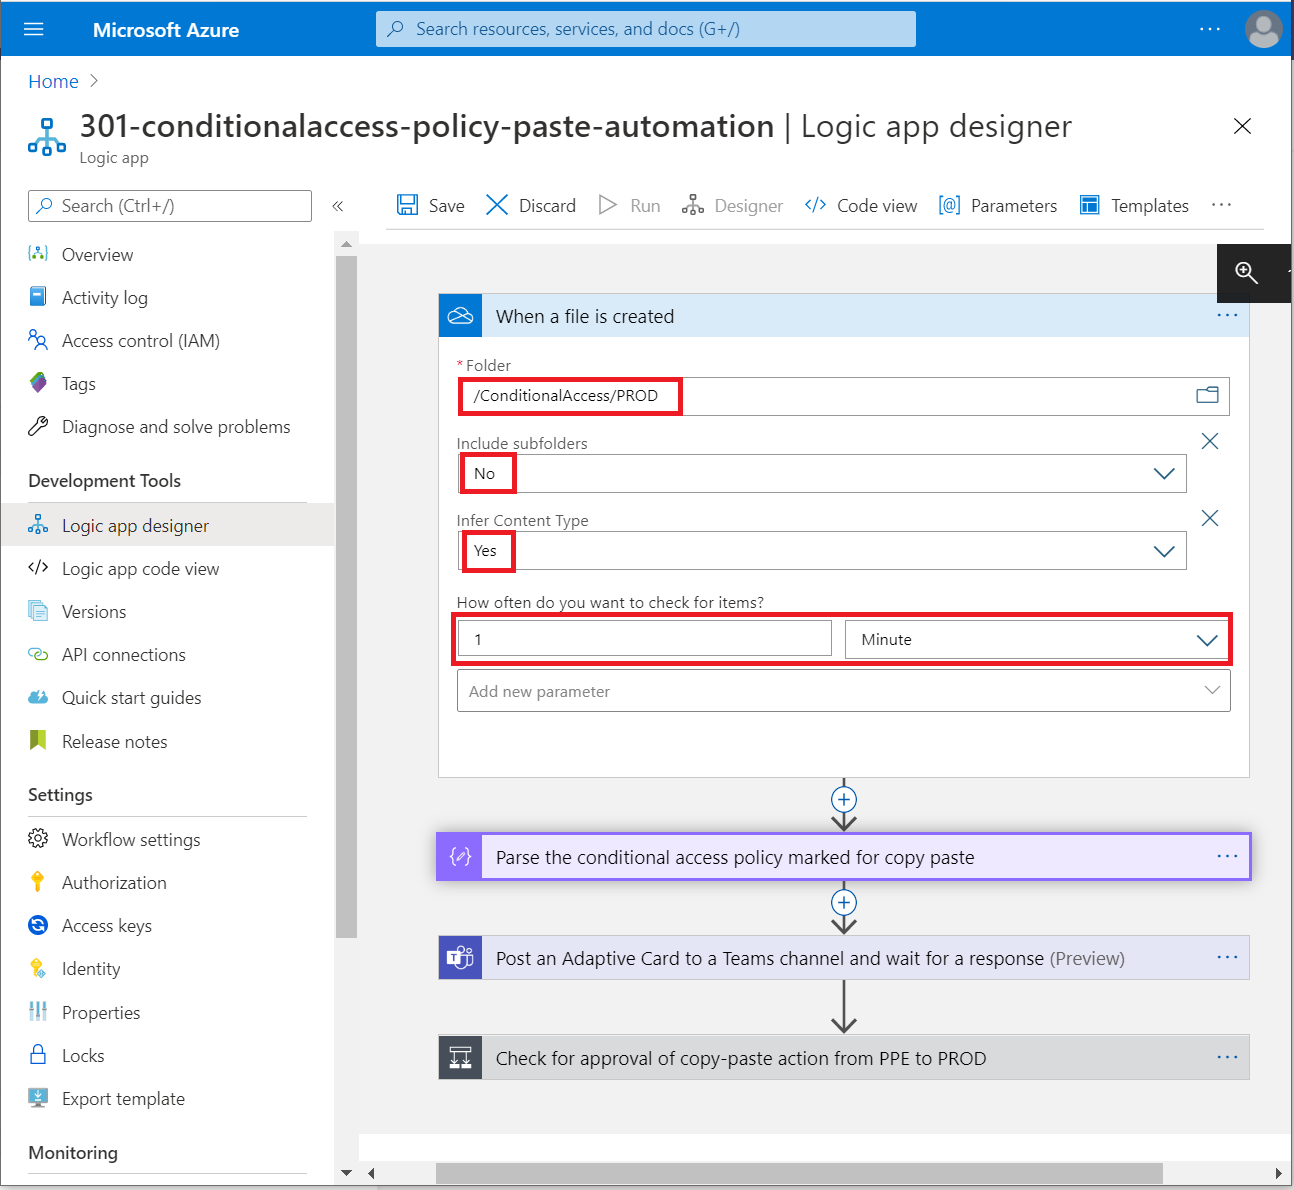 Microsoft Azure
Search resources, services, and docs (G+/)
Home
301-conditionalaccess-policy-paste-automation | Logic app designer
Logic app
Search (Ctrl+/)
Save
Discard
Run
Designer
Code view
Parameters
Templates
Overview
Activity log
Access control (IAM)
Tags
Diagnose and solve problems
Development Tools
Logic app designer
Logic app code view
Versions
API connections
Quick start guides
Release notes
Settings
Workflow settings
Authorization
Access keys
Identity
Properties
Locks
Export template
Monitoring
When a file is created
* Folder
/ConditionalAccess/PROD
Include subfolders
No
Infer Content Type
Yes
How often do you want to check for items?
1
Minute
Add new parameter
Parse the conditional access policy marked for copy paste
Post an Adaptive Card to a Teams channel and wait for a response (Preview)
Check for approval of copy-paste action from PPE to PROD